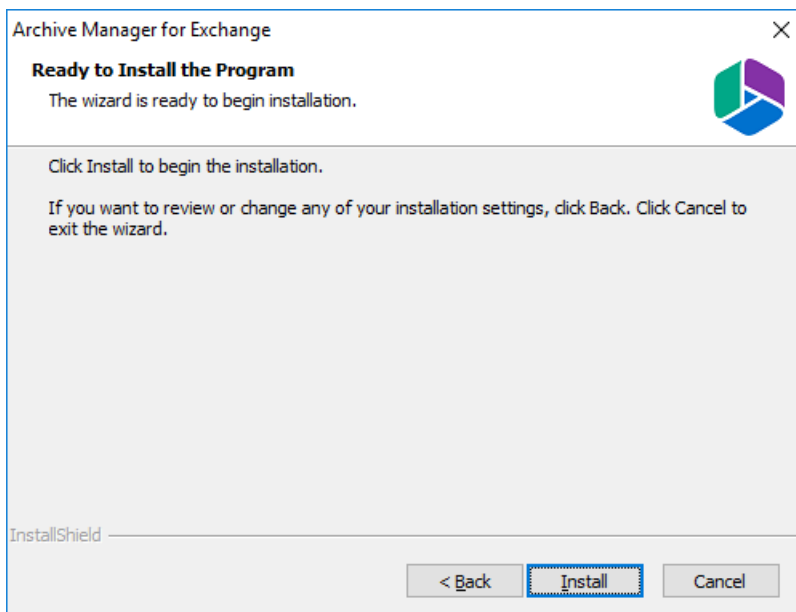 Archive Manager for Exchange
Ready to Install the Program
The wizard is ready to begin installation.
Click Install to begin the installation.
If you want to review or change any of your installation settings, click Back. Click Cancel to
exit the wizard.
InstallShield
< Back
Install
Cancel